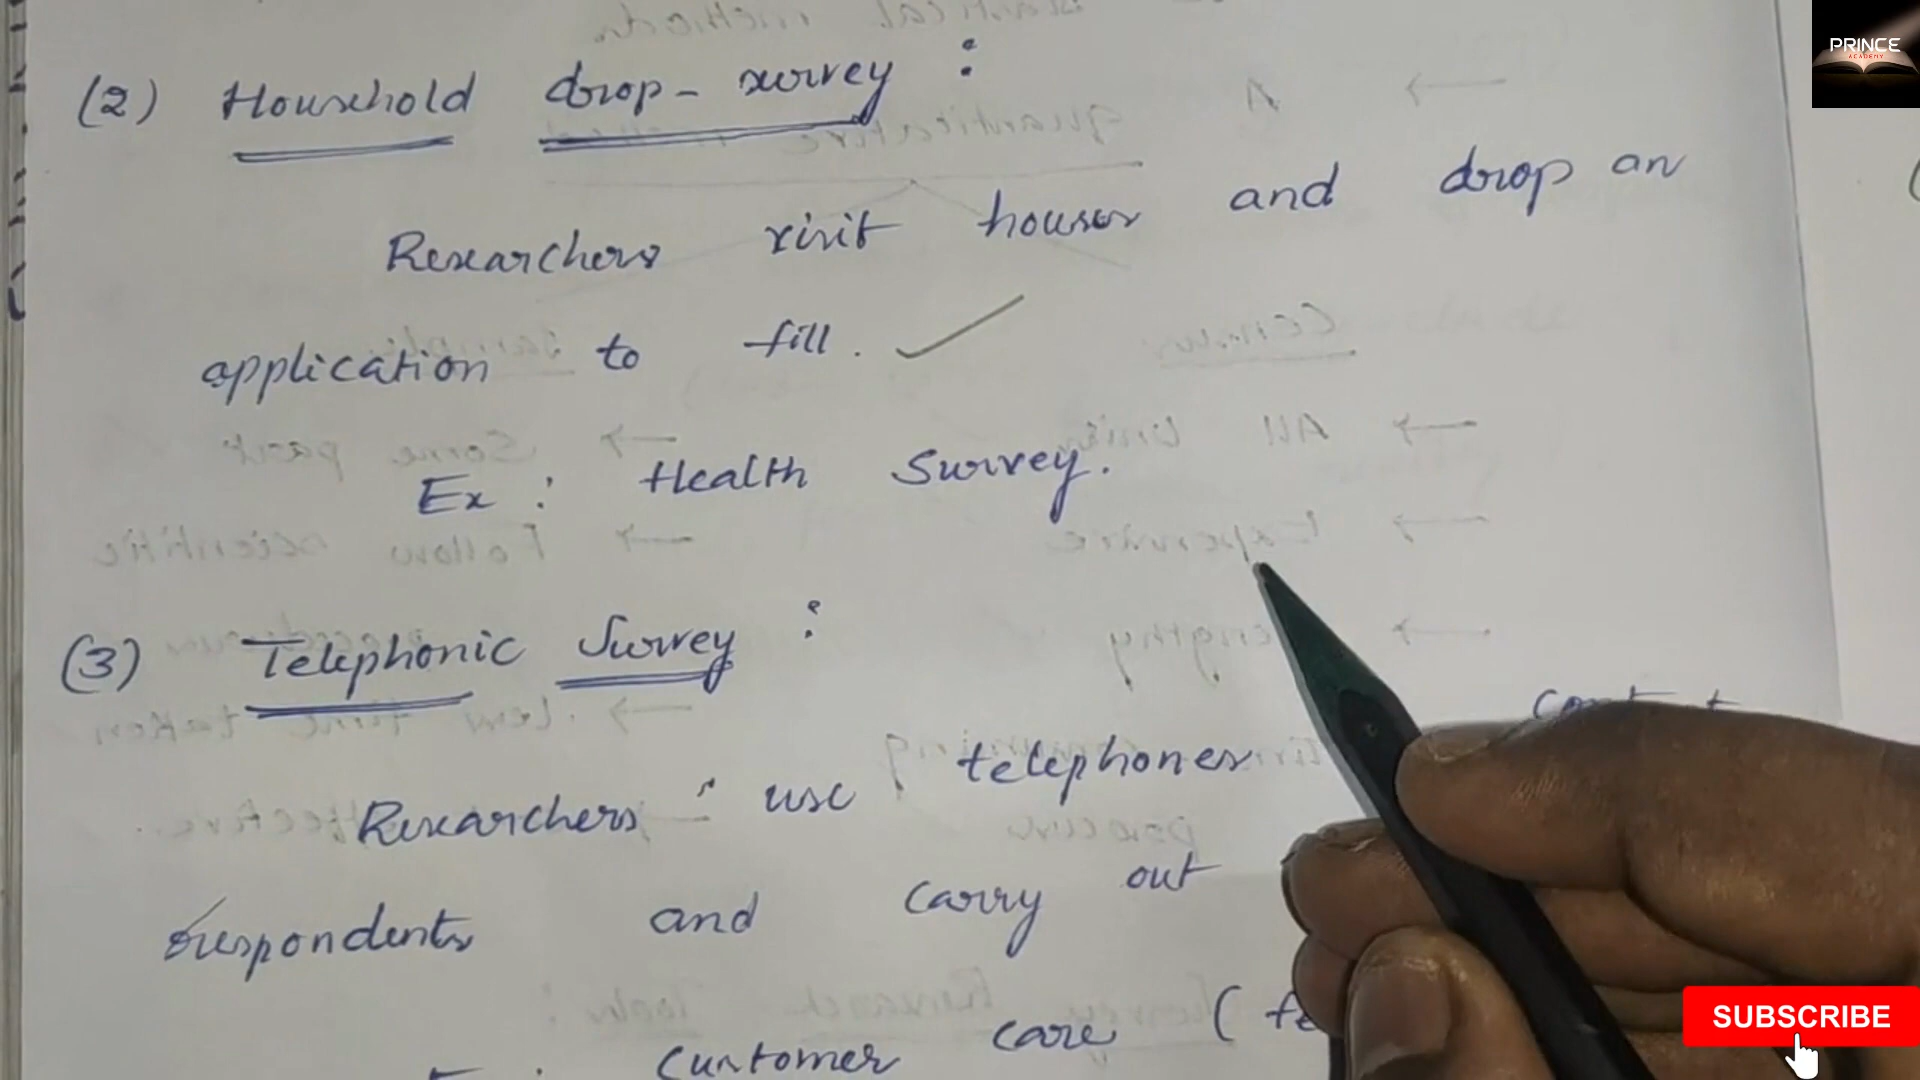 (2) Household drop-survey :
Researchers visit houses and drop an
application to fill.
Ex : Health Survey.
(3) Telephonic Survey :
Researchers use telephones
respondents and carry out
customer care (
PRINCE
ACADEMY
SUBSCRIBE